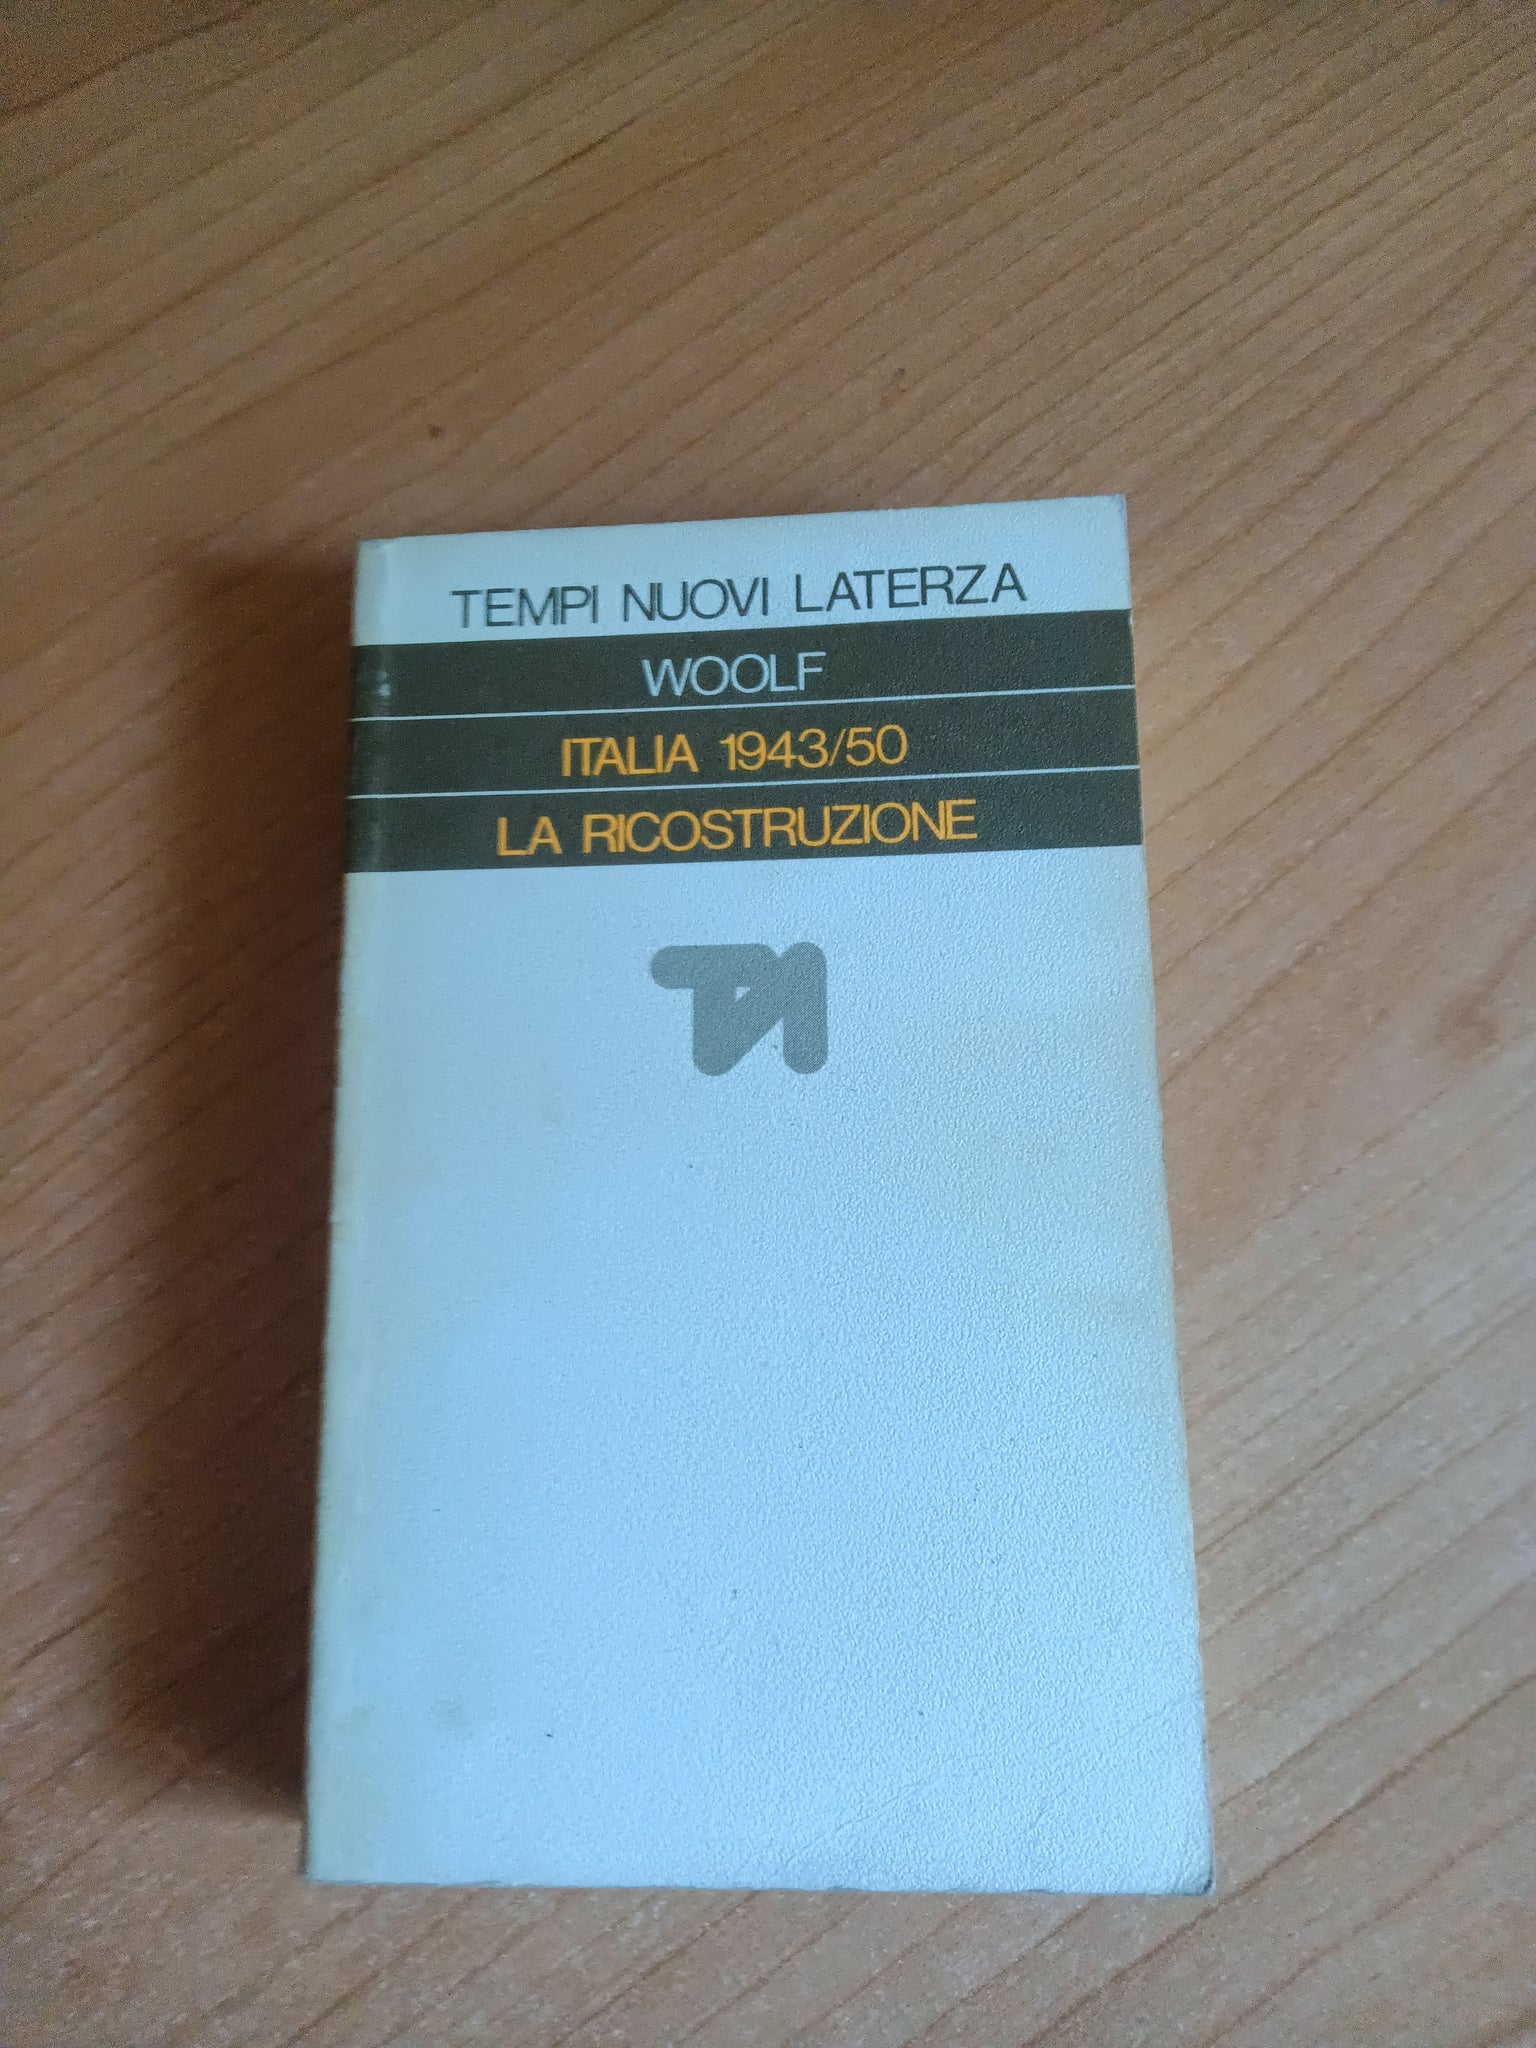 TEMPI NUOVI LATERZA
WOOLF
ITALIA 1943/50
LA RICOSTRUZIONE